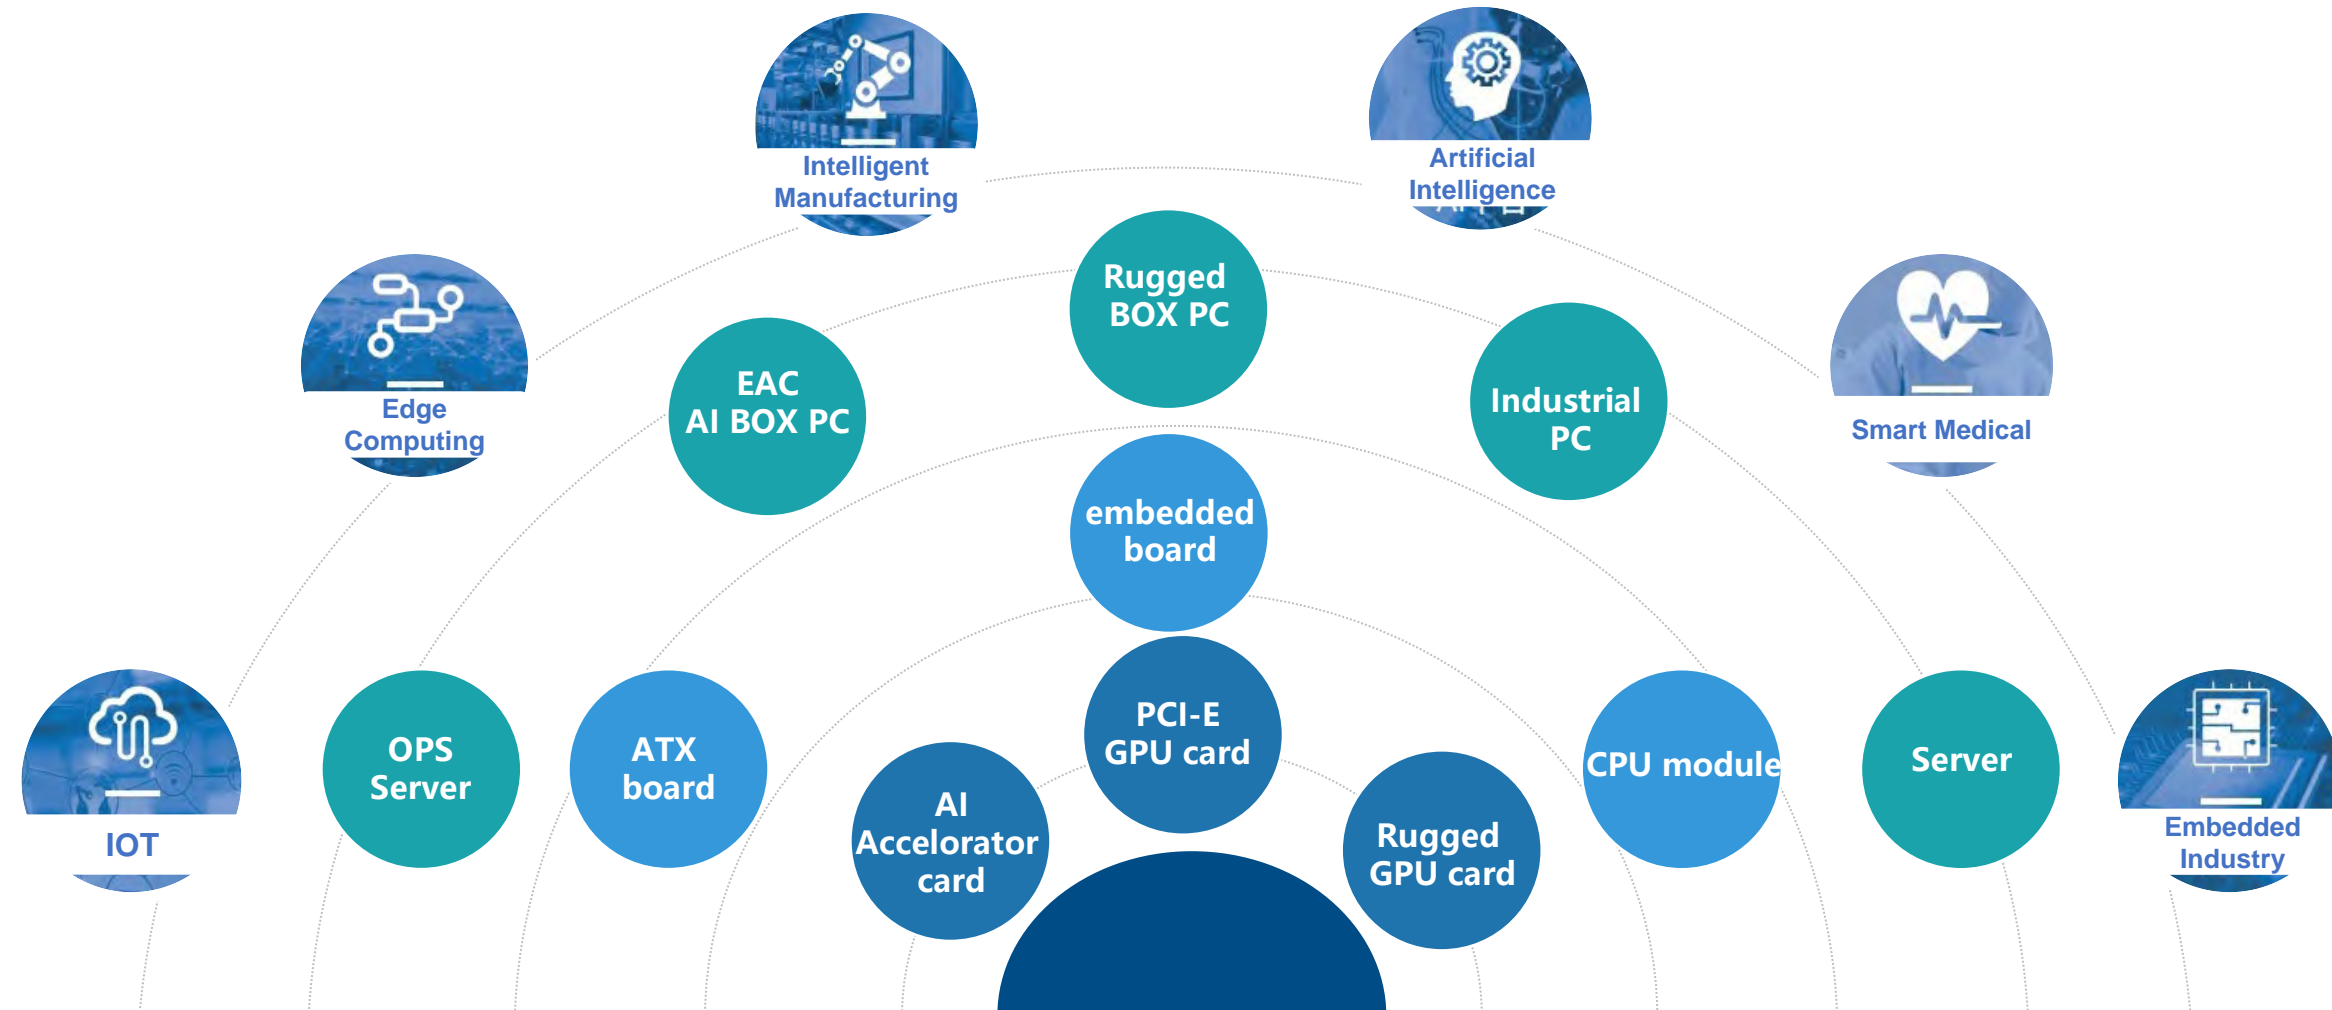 Intelligent
Manufacturing
Artificial
Intelligence
Edge
Computing
Smart Medical
IOT
Embedded
Industry
Rugged
BOX PC
EAC
AI BOX PC
Industrial
PC
OPS
Server
Server
embedded
board
ATX
board
CPU module
PCI-E
GPU card
AI
Accelorator
card
Rugged
GPU card